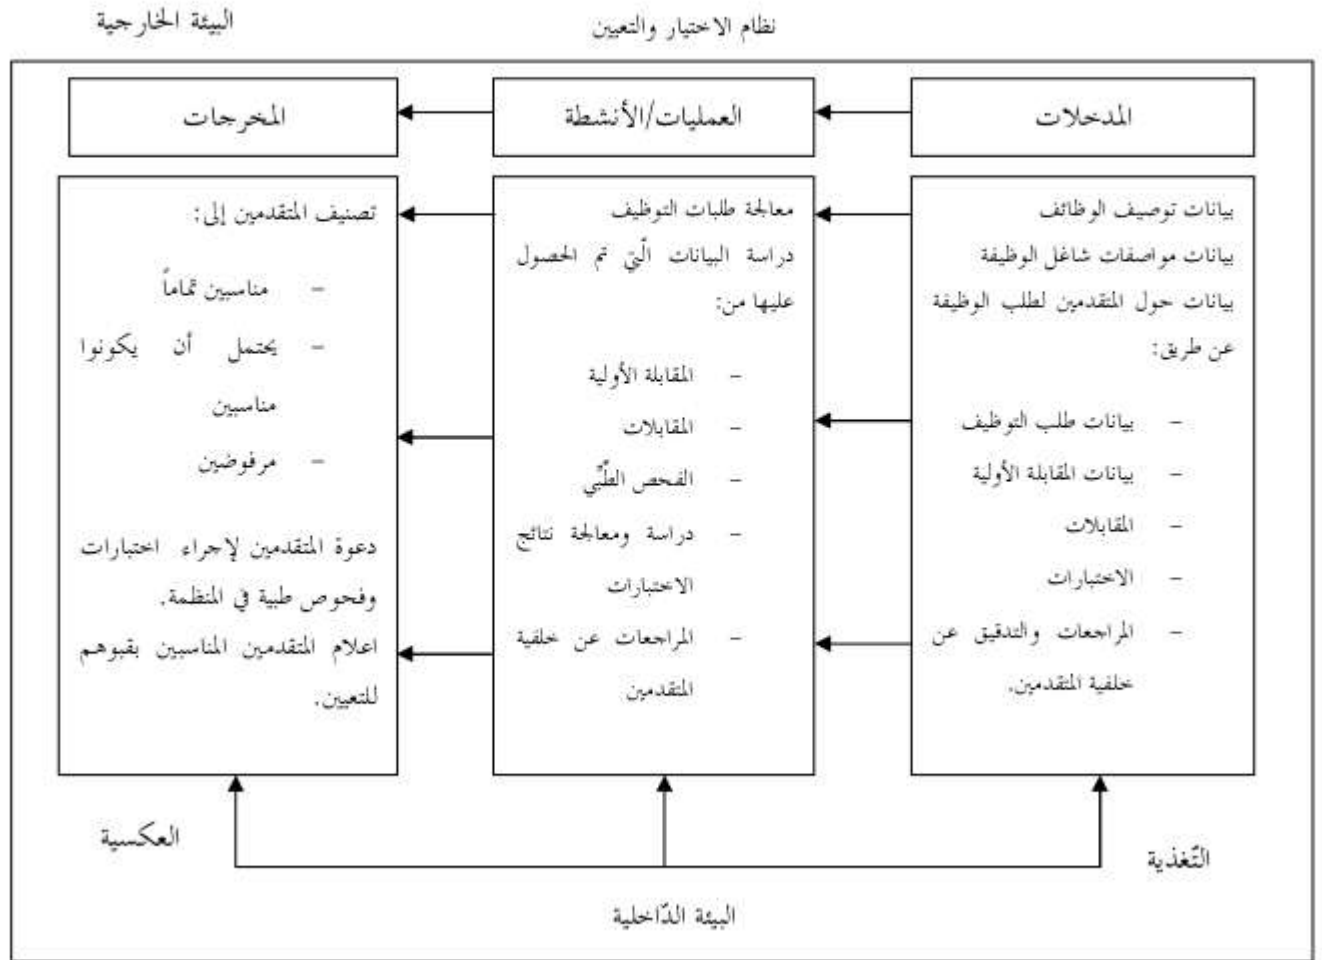 نظام الاختيار والتعيين
البيئة الخارجية
المدخلات
العمليات/الأنشطة
المخرجات
بيانات توصيف الوظائف
بيانات مواصفات شاغل الوظيفة
بيانات حول المتقدمين لطلب الوظيفة
عن طريق:
- بيانات طلب التوظيف
- بيانات المقابلة الأولية
- المقابلات
- الاختبارات
- المراجعات والتدقيق عن
خلفية المتقدمين.
معالجة طلبات التوظيف
دراسة البيانات الّتي تم الحصول
عليها من:
- المقابلة الأولية
- المقابلات
- الفحص الطّبّي
- دراسة ومعالجة نتائج
الاختبارات
- المراجعات عن خلفية
المتقدمين
تصنيف المتقدمين إلى:
- مناسبين تماماً
- يحتمل أن يكونوا
مناسبين
- مرفوضين
دعوة المتقدمين لإجراء اختبارات
وفحوص طبية في المنظمة.
اعلام المتقدمين المناسبين بقبوهم
للتعيين.
التّغذية
العكسية
البيئة الدّاخلية